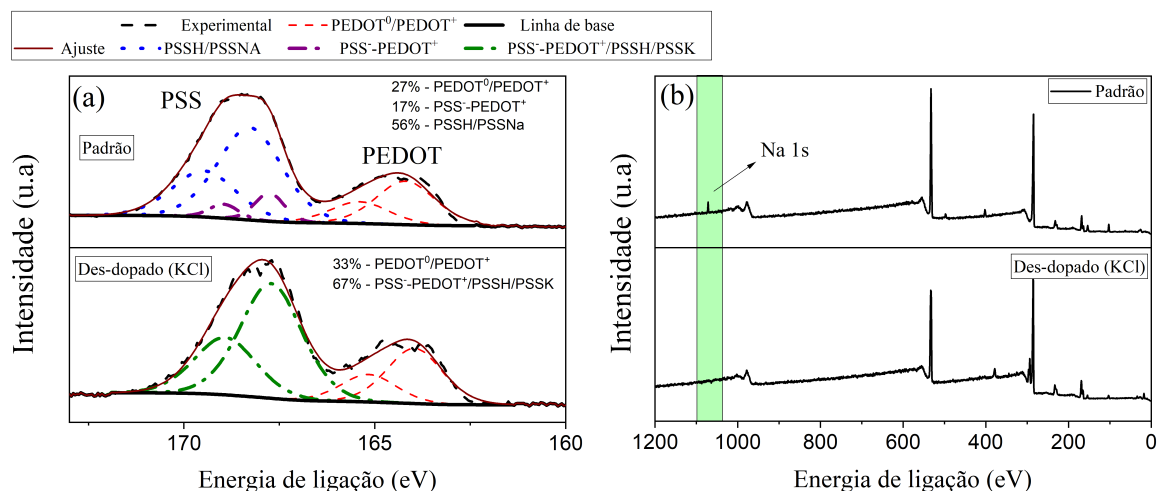 Experimental PEDOT⁰/PEDOT⁺ Linha de base
Ajuste PSSH/PSSNA PSS⁻-PEDOT⁺ PSS⁻-PEDOT⁺/PSSH/PSSK
(a)
PSS
27% - PEDOT⁰/PEDOT⁺
17% - PSS⁻-PEDOT⁺
56% - PSSH/PSSNa
Padrão
PEDOT
Des-dopado (KCl)
33% - PEDOT⁰/PEDOT⁺
67% - PSS⁻-PEDOT⁺/PSSH/PSSK
Intensidade (u.a)
170 165 160
Energia de ligação (eV)
(b)
Padrão
Na 1s
Des-dopado (KCl)
Intensidade (u.a)
1200 1000 800 600 400 200 0
Energia de ligação (eV)